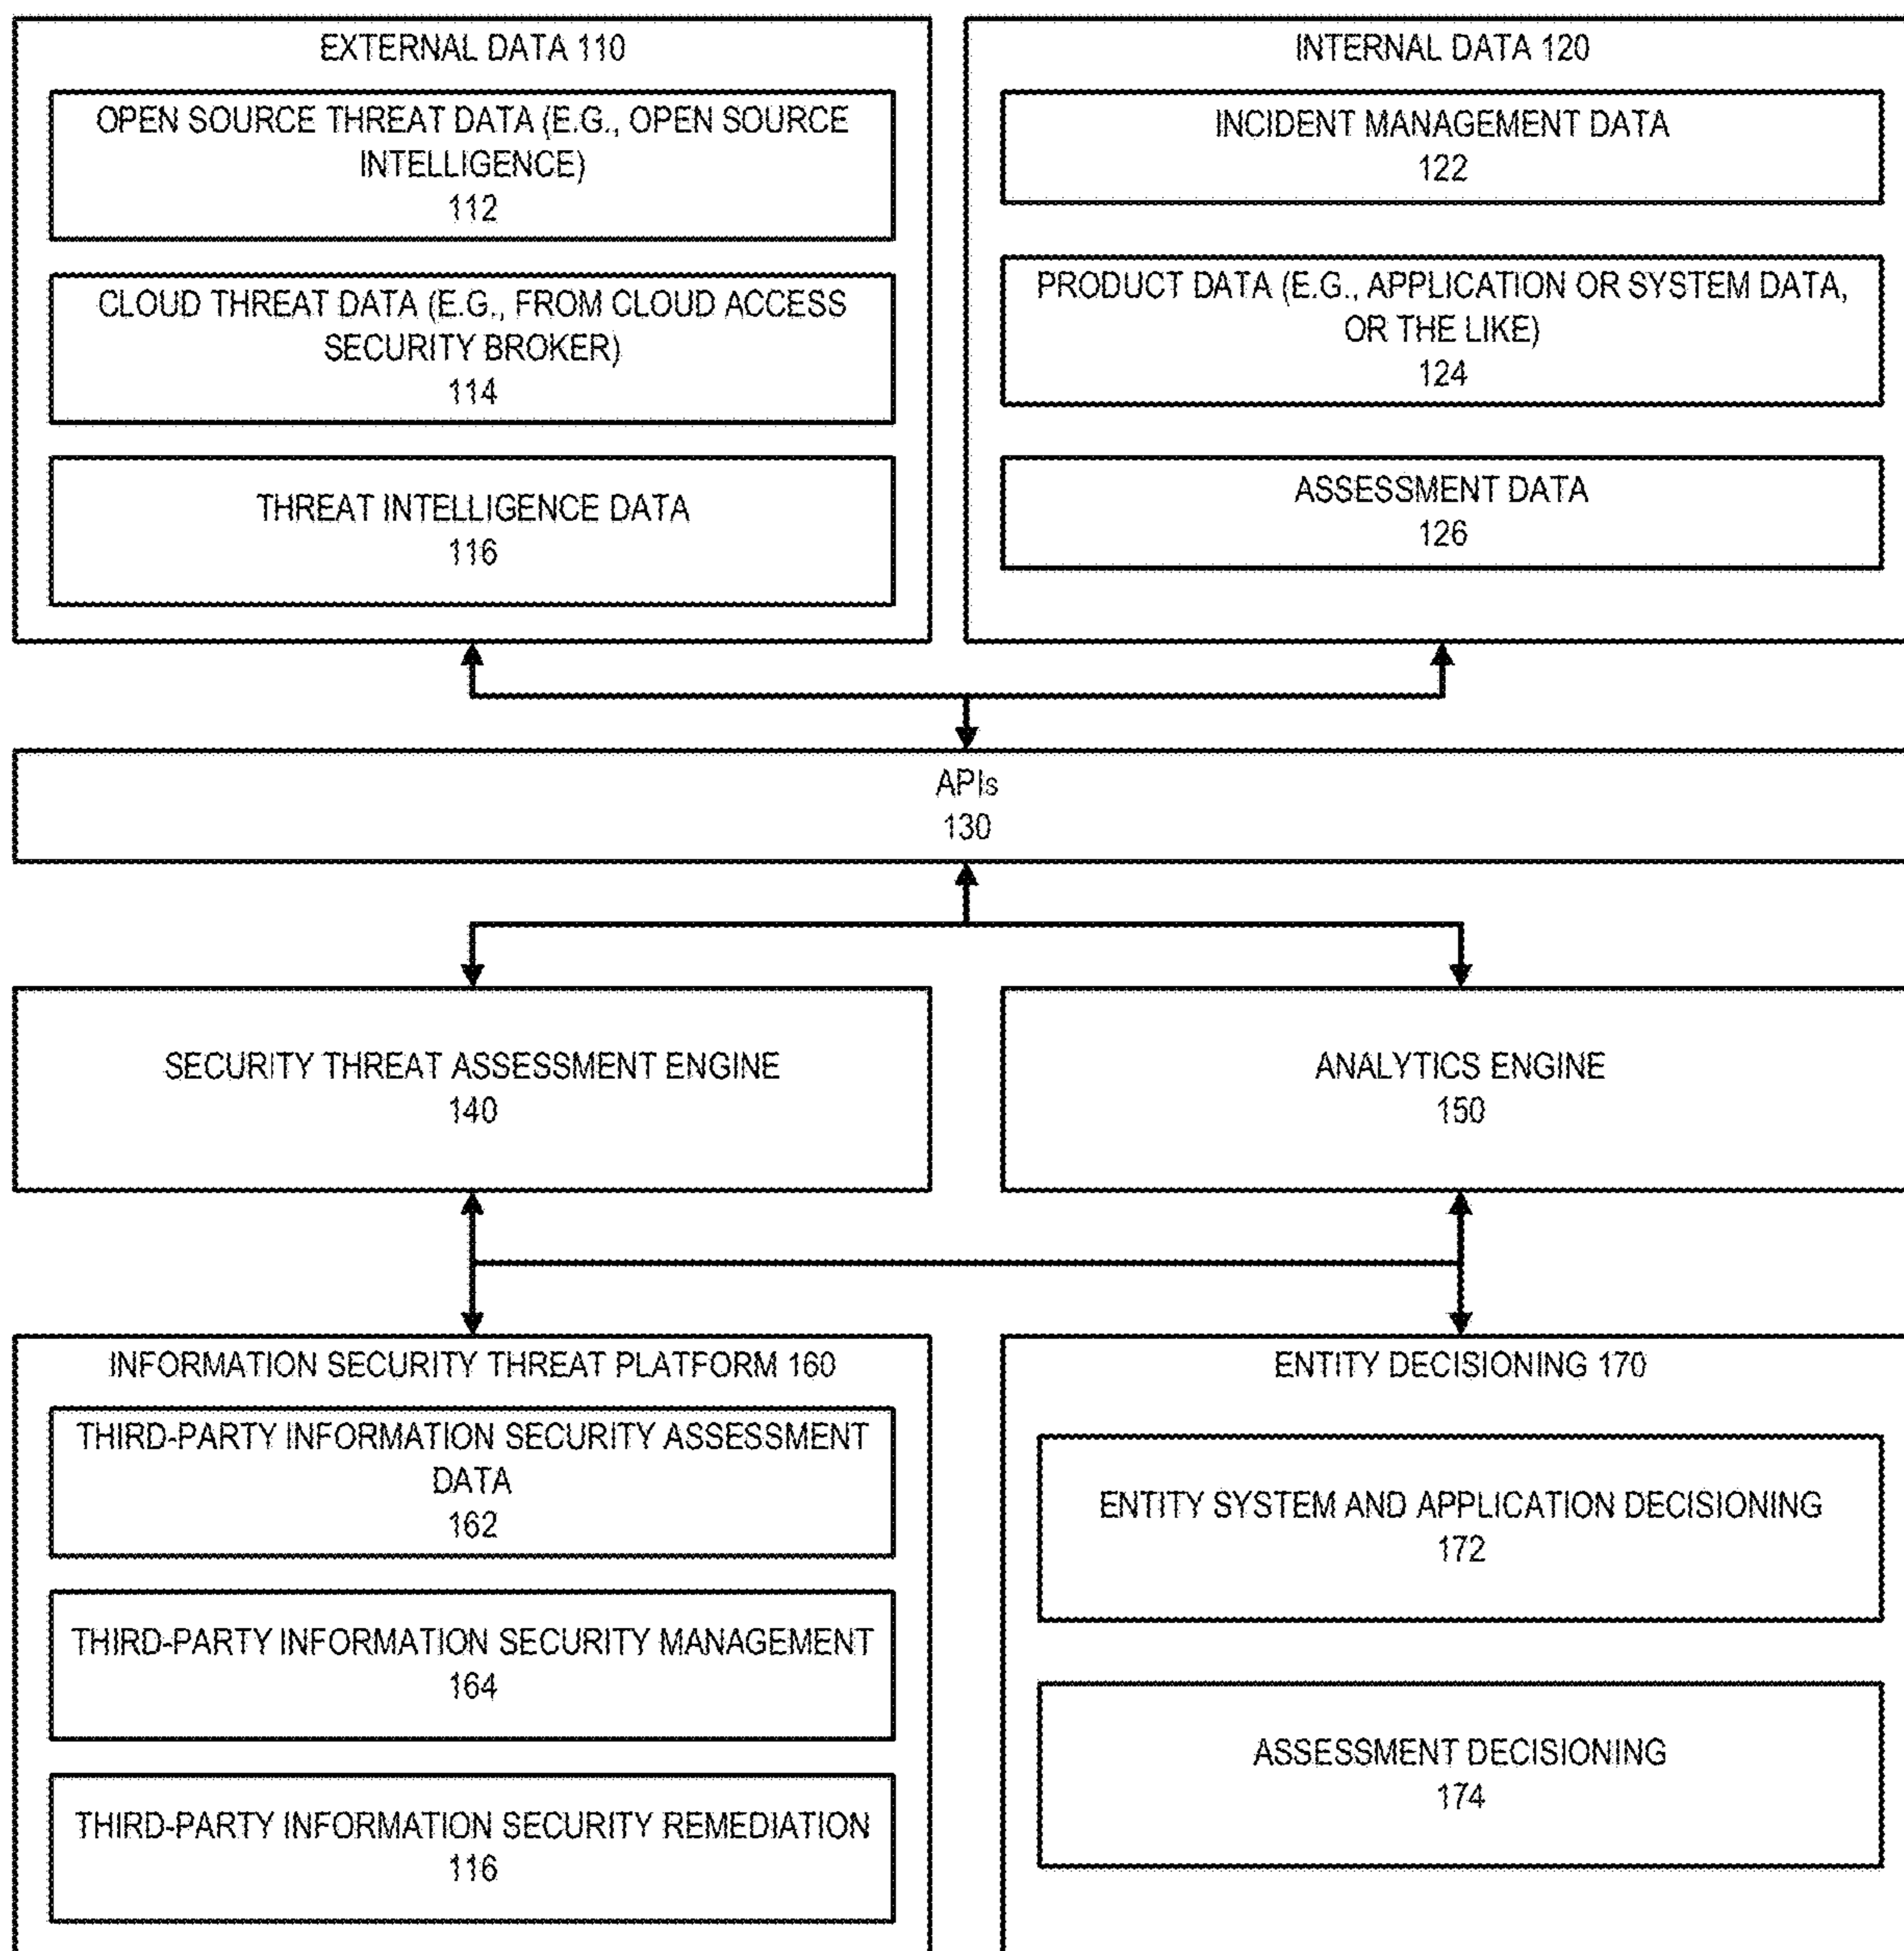 EXTERNAL DATA 110
OPEN SOURCE THREAT DATA (E.G., OPEN SOURCE
INTELLIGENCE)
112
CLOUD THREAT DATA (E.G., FROM CLOUD ACCESS
SECURITY BROKER)
114
THREAT INTELLIGENCE DATA
116
INTERNAL DATA 120
INCIDENT MANAGEMENT DATA
122
PRODUCT DATA (E.G., APPLICATION OR SYSTEM DATA,
OR THE LIKE)
124
ASSESSMENT DATA
126
APIs
130
SECURITY THREAT ASSESSMENT ENGINE
140
ANALYTICS ENGINE
150
INFORMATION SECURITY THREAT PLATFORM 160
THIRD-PARTY INFORMATION SECURITY ASSESSMENT
DATA
162
THIRD-PARTY INFORMATION SECURITY MANAGEMENT
164
THIRD-PARTY INFORMATION SECURITY REMEDIATION
116
ENTITY DECISIONING 170
ENTITY SYSTEM AND APPLICATION DECISIONING
172
ASSESSMENT DECISIONING
174